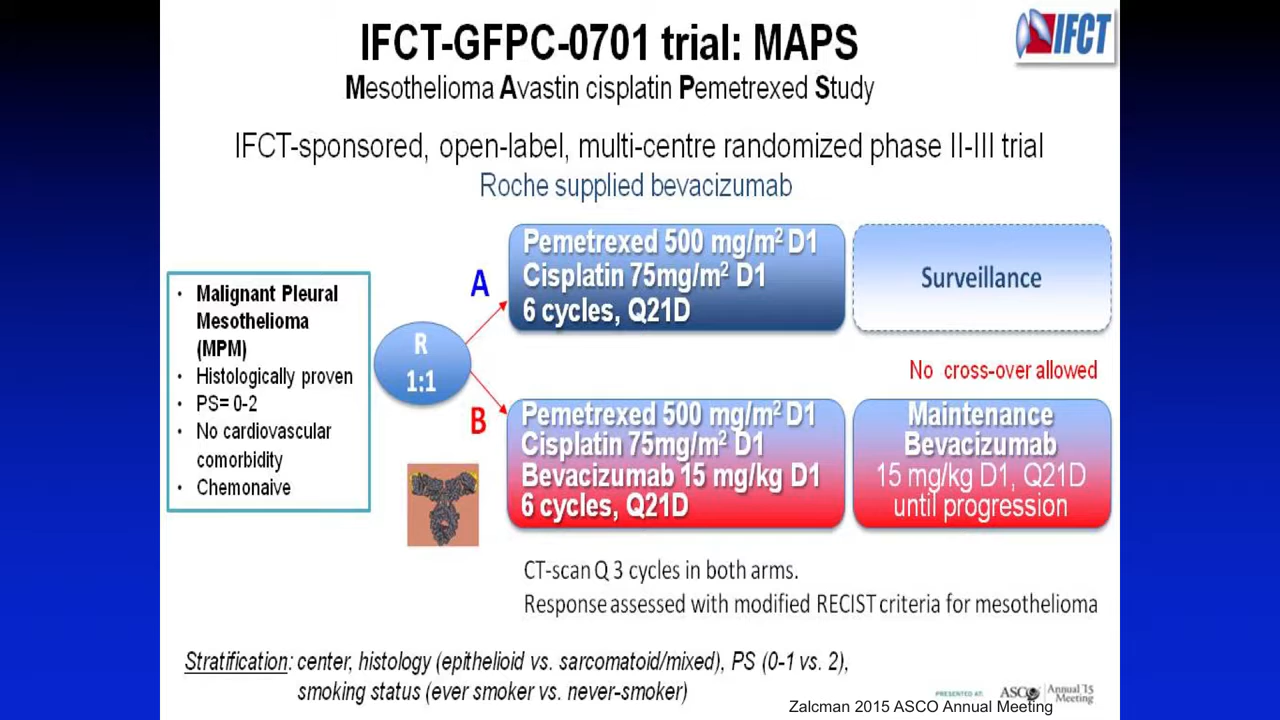 IFCT-GFPC-0701 trial: MAPS
IFCT
Mesothelioma Avastin cisplatin Pemetrexed Study
IFCT-sponsored, open-label, multi-centre randomized phase II-III trial
Roche supplied bevacizumab
• Malignant Pleural
Mesothelioma
(MPM)
• Histologically proven
• PS= 0-2
• No cardiovascular
comorbidity
• Chemonaive
R
1:1
A
Pemetrexed 500 mg/m² D1
Cisplatin 75mg/m² D1
6 cycles, Q21D
Surveillance
No cross-over allowed
B
Pemetrexed 500 mg/m² D1
Cisplatin 75mg/m² D1
Bevacizumab 15 mg/kg D1
6 cycles, Q21D
Maintenance
Bevacizumab
15 mg/kg D1, Q21D
until progression
CT-scan Q 3 cycles in both arms.
Response assessed with modified RECIST criteria for mesothelioma
Stratification: center, histology (epithelioid vs. sarcomatoid/mixed), PS (0-1 vs. 2),
smoking status (ever smoker vs. never-smoker)
PRESENTED AT:
ASCO Annual '15
Meeting
Zalcman 2015 ASCO Annual Meeting